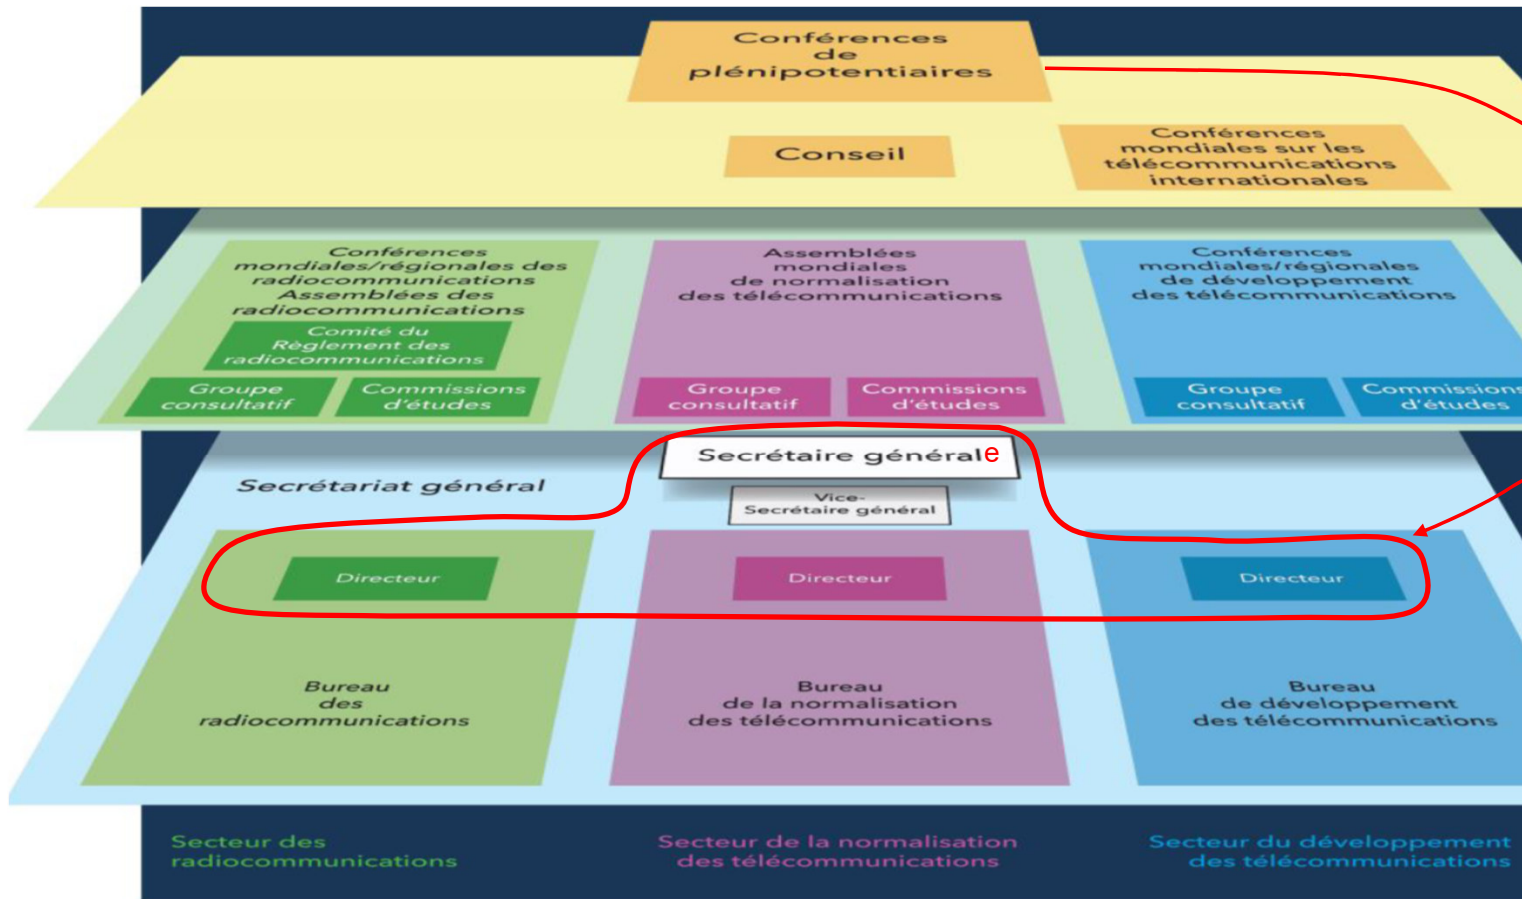 Conférences
de
plénipotentiaires
Conseil
Conférences
mondiales sur les
télécommunications
internationales
Conférences
mondiales/régionales des
radiocommunications
Assemblées des
radiocommunications
Comité du
Règlement des
radiocommunications
Groupe
consultatif
Commissions
d'études
Assemblées
mondiales
de normalisation
des télécommunications
Groupe
consultatif
Commissions
d'études
Conférences
mondiales/régionales
de développement
des télécommunications
Groupe
consultatif
Commissions
d'études
Secrétariat général
Secrétaire générale
Vice-
Secrétaire général
Directeur
Directeur
Directeur
Bureau
des
radiocommunications
Bureau
de la normalisation
des télécommunications
Bureau
de développement
des télécommunications
Secteur des
radiocommunications
Secteur de la normalisation
des télécommunications
Secteur du développement
des télécommunications